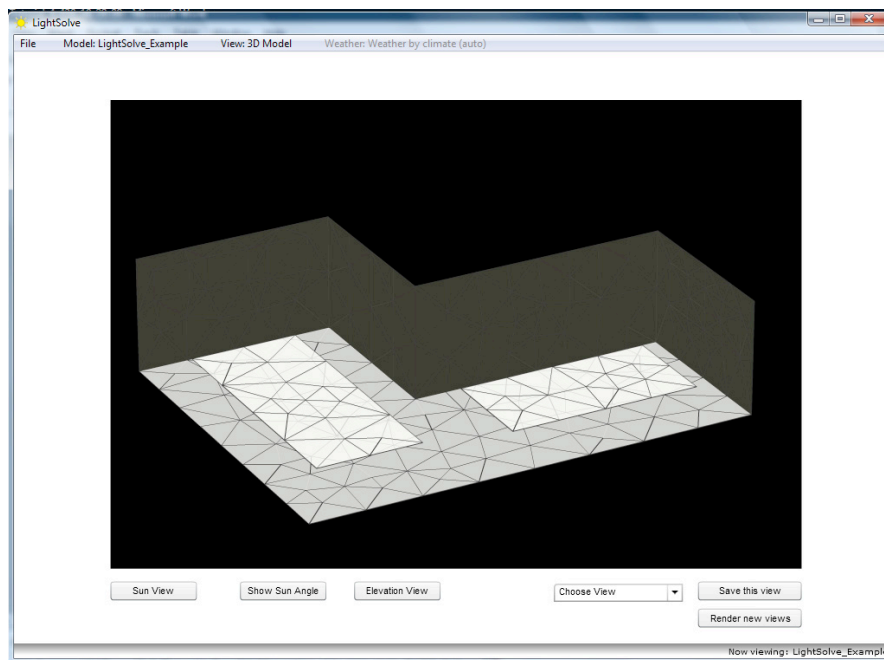 LightSolve
File Model: LightSolve_Example View: 3D Model Weather: Weather by climate (auto)
Sun View Show Sun Angle Elevation View Choose View Save this view
Render new views
Now viewing: LightSolve_Example